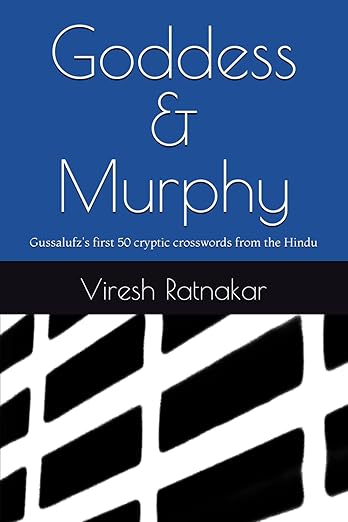 Goddess
&
Murphy
Gussalufz's first 50 cryptic crosswords from the Hindu
Viresh Ratnakar